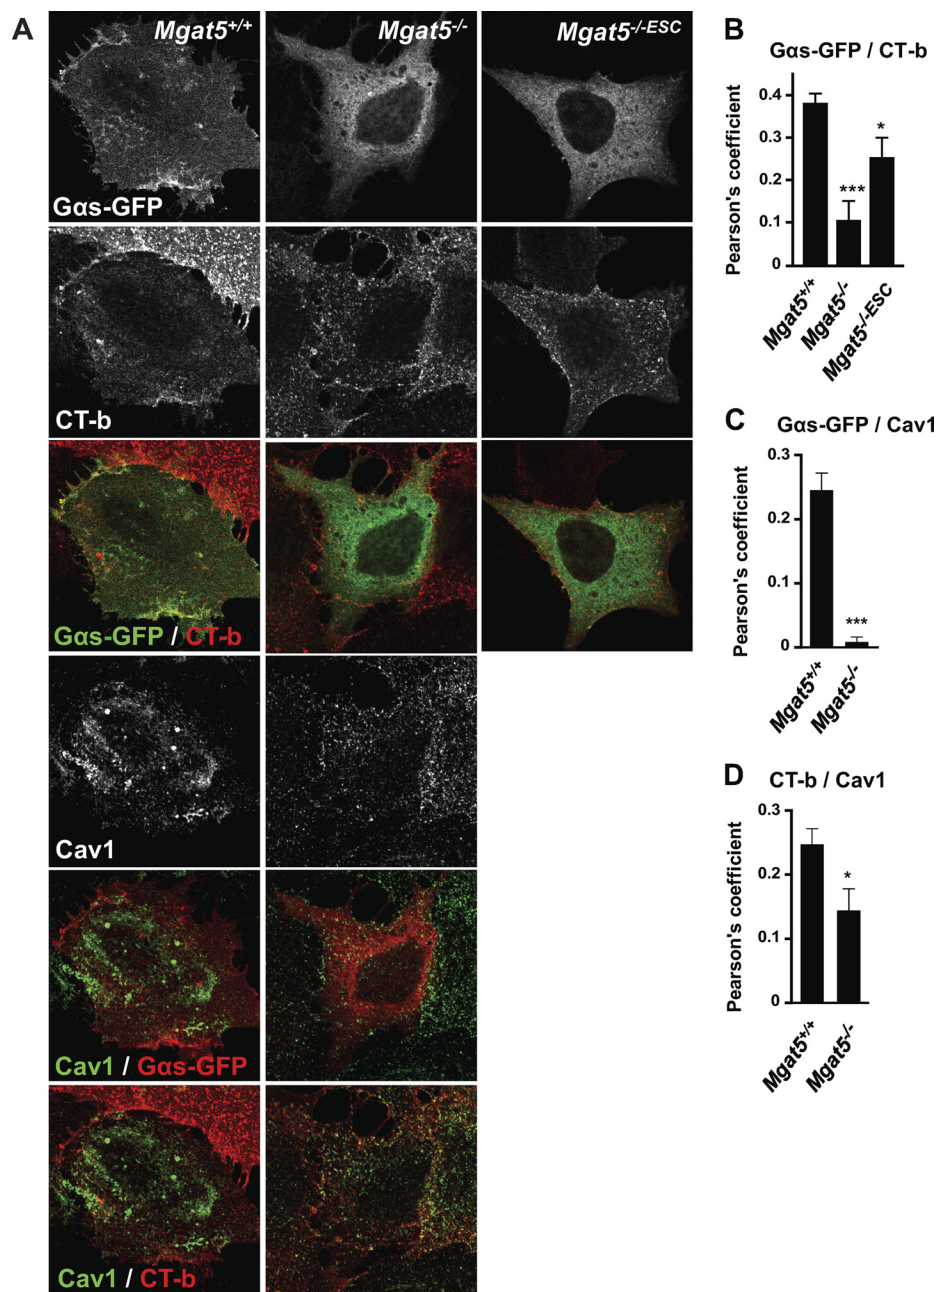 A
Mgat5+/+
Mgat5-/-
Mgat5-/-ESC
Gαs-GFP
CT-b
Gαs-GFP / CT-b
Cav1
Cav1 / Gαs-GFP
Cav1 / CT-b
B
Gαs-GFP / CT-b
Pearson's coefficient
0.4
0.3
0.2
0.1
0
***
*
Mgat5+/+
Mgat5-/-
Mgat5-/-ESC
C
Gαs-GFP / Cav1
Pearson's coefficient
0.3
0.2
0.1
0
***
Mgat5+/+
Mgat5-/-
D
CT-b / Cav1
Pearson's coefficient
0.3
0.2
0.1
0
*
Mgat5+/+
Mgat5-/-